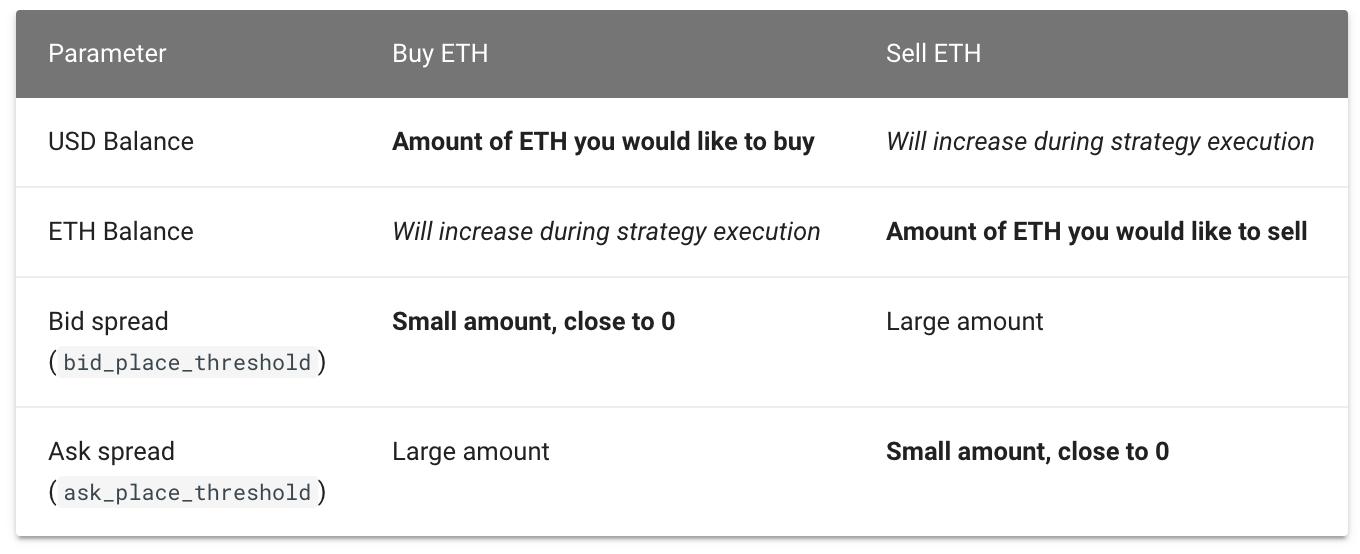 Parameter Buy ETH Sell ETH
USD Balance Amount of ETH you would like to buy Will increase during strategy execution
ETH Balance Will increase during strategy execution Amount of ETH you would like to sell
Bid spread Small amount, close to 0 Large amount
(bid_place_threshold)
Ask spread Large amount Small amount, close to 0
(ask_place_threshold)